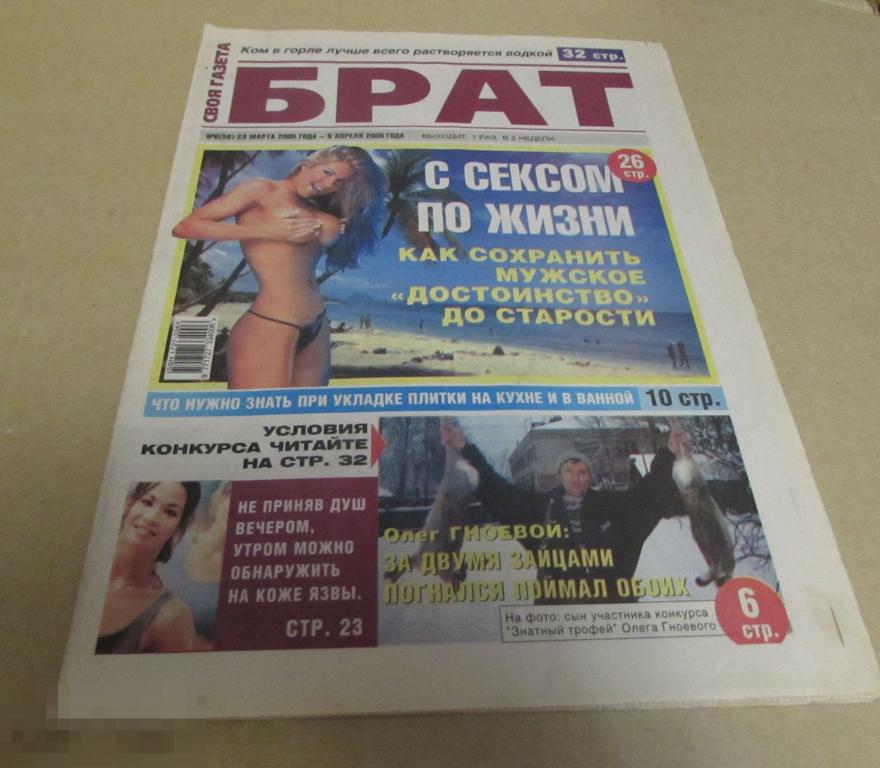 Ком в горле лучше всего растворяется водкой 32 стр.
СВОЯ ГАЗЕТА
БРАТ
23 МАРТА 2006 ГОДА – 5 АПРЕЛЯ 2006 ГОДА ВЫХОДИТ 1 РАЗ В 2 НЕДЕЛИ
26 стр.
С СЕКСОМ
ПО ЖИЗНИ
КАК СОХРАНИТЬ
МУЖСКОЕ
«ДОСТОИНСТВО»
ДО СТАРОСТИ
ЧТО НУЖНО ЗНАТЬ ПРИ УКЛАДКЕ ПЛИТКИ НА КУХНЕ И В ВАННОЙ 10 стр.
УСЛОВИЯ
КОНКУРСА ЧИТАЙТЕ
НА СТР. 32
НЕ ПРИНЯВ ДУШ
ВЕЧЕРОМ,
УТРОМ МОЖНО
ОБНАРУЖИТЬ
НА КОЖЕ ЯЗВЫ.
СТР. 23
Олег ГНОЕВОЙ:
ЗА ДВУМЯ ЗАЙЦАМИ
ПОГНАЛСЯ ПОЙМАЛ ОБОИХ
На фото: сын участника конкурса
"Знатный трофей" Олега Гноевого
6
стр.